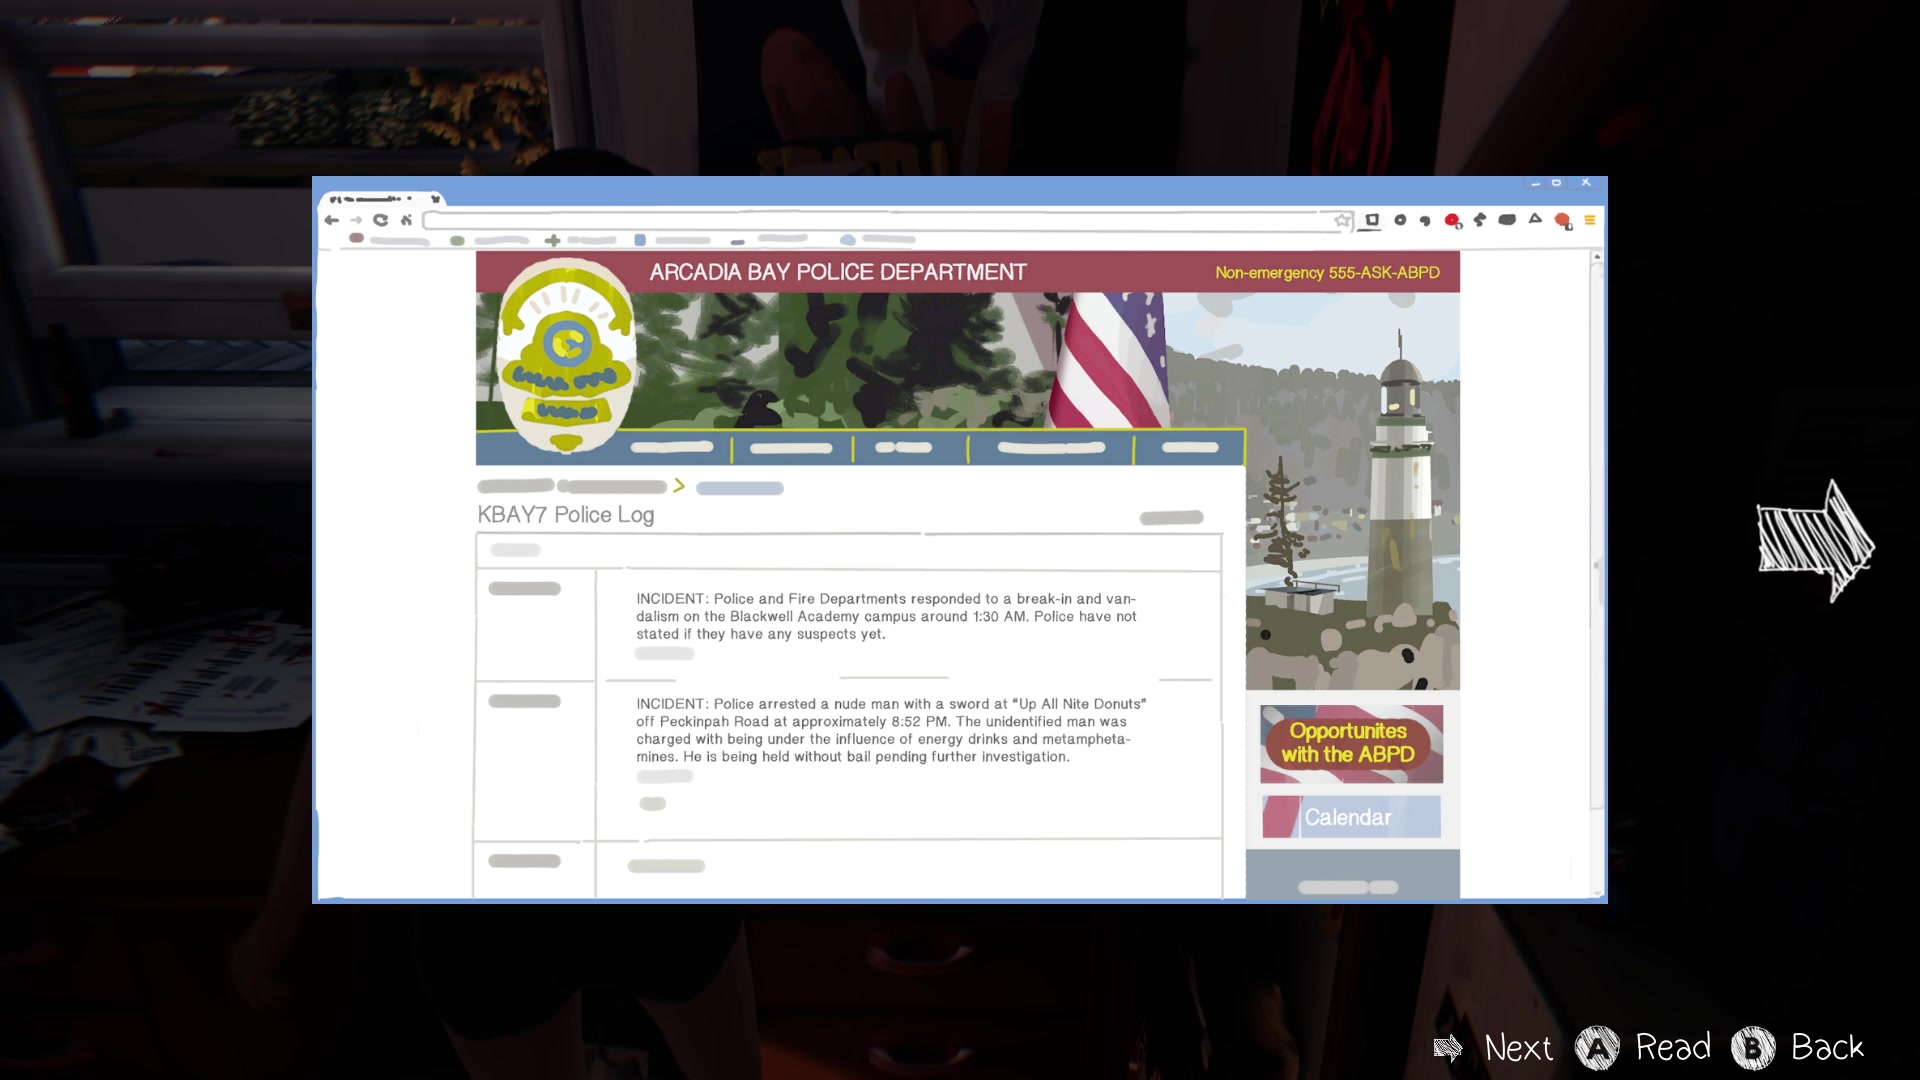 ARCADIA BAY POLICE DEPARTMENT
Non-emergency 555-ASK-ABPD
KBAY7 Police Log
INCIDENT: Police and Fire Departments responded to a break-in and van-
dalism on the Blackwell Academy campus around 1:30 AM. Police have not
stated if they have any suspects yet.
INCIDENT: Police arrested a nude man with a sword at “Up All Nite Donuts”
off Peckinpah Road at approximately 8:52 PM. The unidentified man was
charged with being under the influence of energy drinks and metampheta-
mines. He is being held without bail pending further investigation.
Opportunites
with the ABPD
Calendar
Next A Read B Back